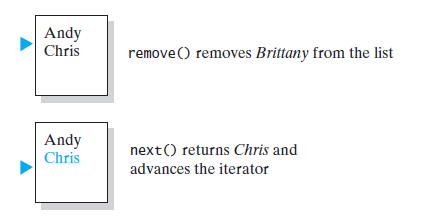 Andy
Chris
remove() removes Brittany from the list
Andy
Chris
next() returns Chris and
advances the iterator